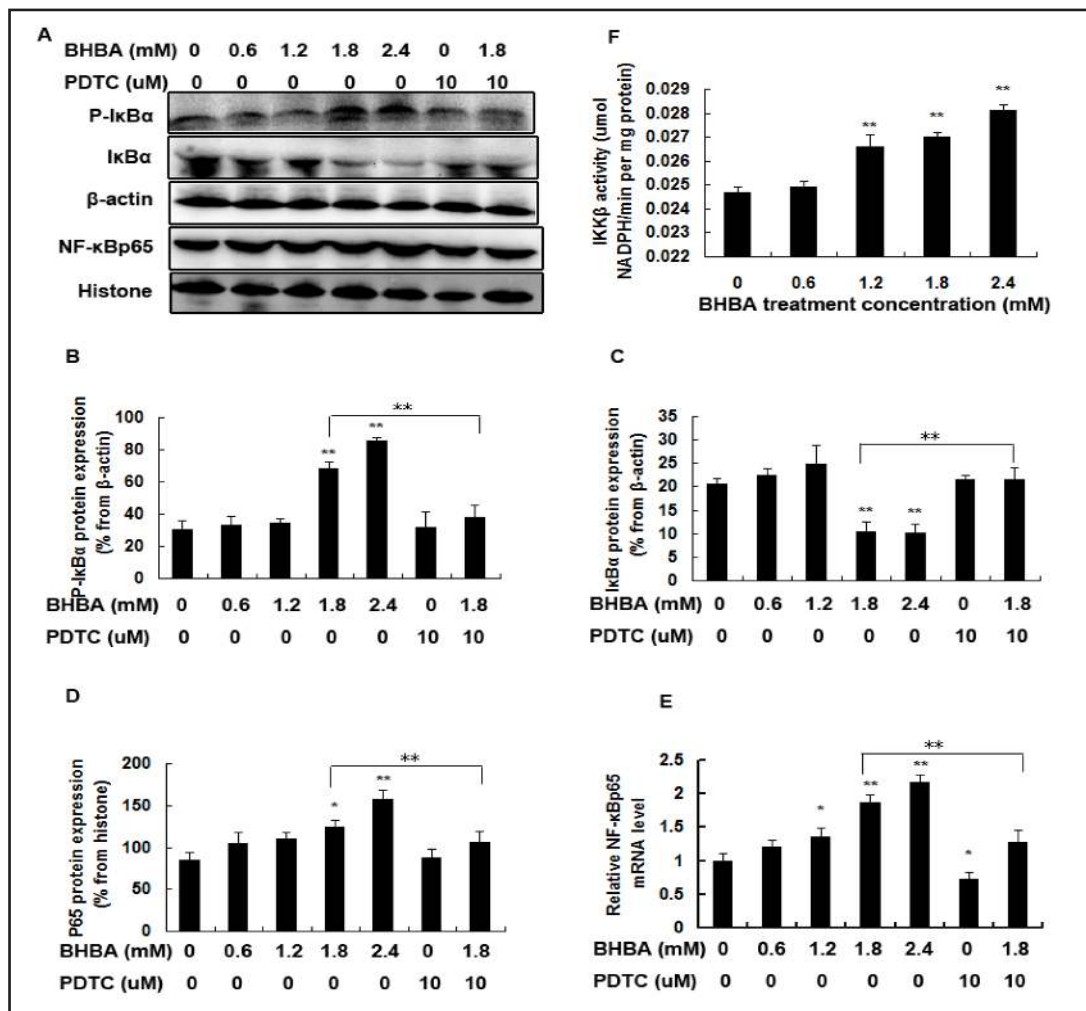 A
BHBA (mM) 0 0.6 1.2 1.8 2.4 0 1.8
PDTC (uM) 0 0 0 0 0 10 10
P-IκBα
IκBα
β-actin
NF-κBp65
Histone
F
IKKβ activity (umol
NADPH/min per mg protein)
0.029
0.028
0.027
0.026
0.025
0.024
0.023
0.022
** ** **
0 0.6 1.2 1.8 2.4
BHBA treatment concentration (mM)
B
P-IκBα protein expression
(% from β-actin)
100
80
60
40
20
0
**
** **
BHBA (mM) 0 0.6 1.2 1.8 2.4 0 1.8
PDTC (uM) 0 0 0 0 0 10 10
C
IκBα protein expression
(% from β-actin)
35
30
25
20
15
10
5
0
**
** **
BHBA (mM) 0 0.6 1.2 1.8 2.4 0 1.8
PDTC (uM) 0 0 0 0 0 10 10
D
P65 protein expression
(% from histone)
200
150
100
50
0
**
* **
BHBA (mM) 0 0.6 1.2 1.8 2.4 0 1.8
PDTC (uM) 0 0 0 0 0 10 10
E
Relative NF-κBp65
mRNA level
2.5
2
1.5
1
0.5
0
**
* ** ** *
BHBA (mM) 0 0.6 1.2 1.8 2.4 0 1.8
PDTC (uM) 0 0 0 0 0 10 10